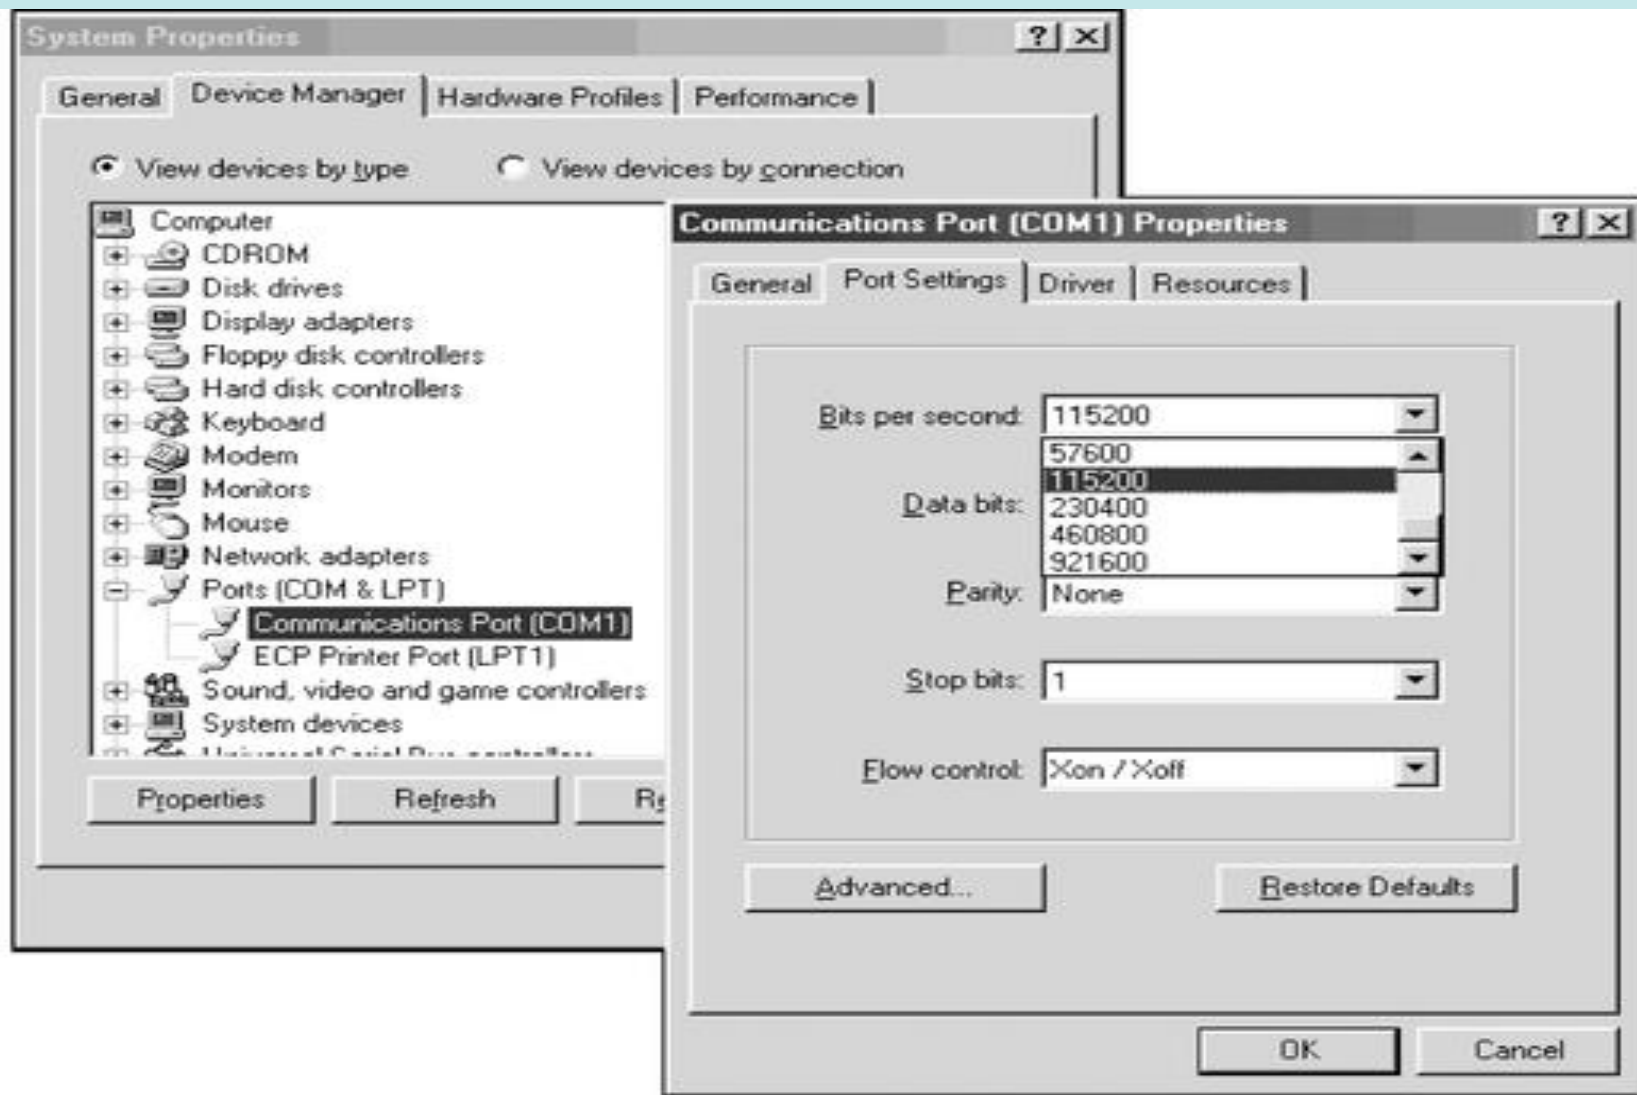 System Properties
General Device Manager Hardware Profiles Performance
View devices by type View devices by connection
Computer
CDROM
Disk drives
Display adapters
Floppy disk controllers
Hard disk controllers
Keyboard
Modem
Monitors
Mouse
Network adapters
Ports (COM & LPT)
Communications Port (COM1)
ECP Printer Port (LPT1)
Sound, video and game controllers
System devices
Properties Refresh
Communications Port (COM1) Properties
General Port Settings Driver Resources
Bits per second: 115200
57600
115200
Data bits: 230400
460800
921600
Parity: None
Stop bits: 1
Flow control: Xon / Xoff
Advanced... Restore Defaults
OK Cancel